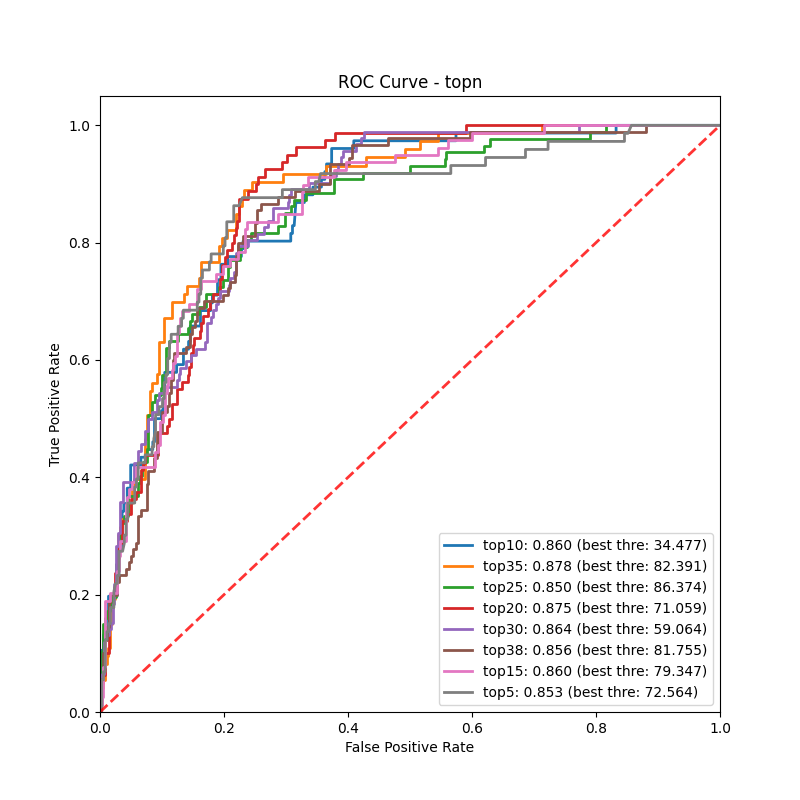 ROC Curve - topn
True Positive Rate
1.0
0.8
0.6
0.4
0.2
0.0
top10: 0.860 (best thre: 34.477)
top35: 0.878 (best thre: 82.391)
top25: 0.850 (best thre: 86.374)
top20: 0.875 (best thre: 71.059)
top30: 0.864 (best thre: 59.064)
top38: 0.856 (best thre: 81.755)
top15: 0.860 (best thre: 79.347)
top5: 0.853 (best thre: 72.564)
0.0 0.2 0.4 0.6 0.8 1.0
False Positive Rate